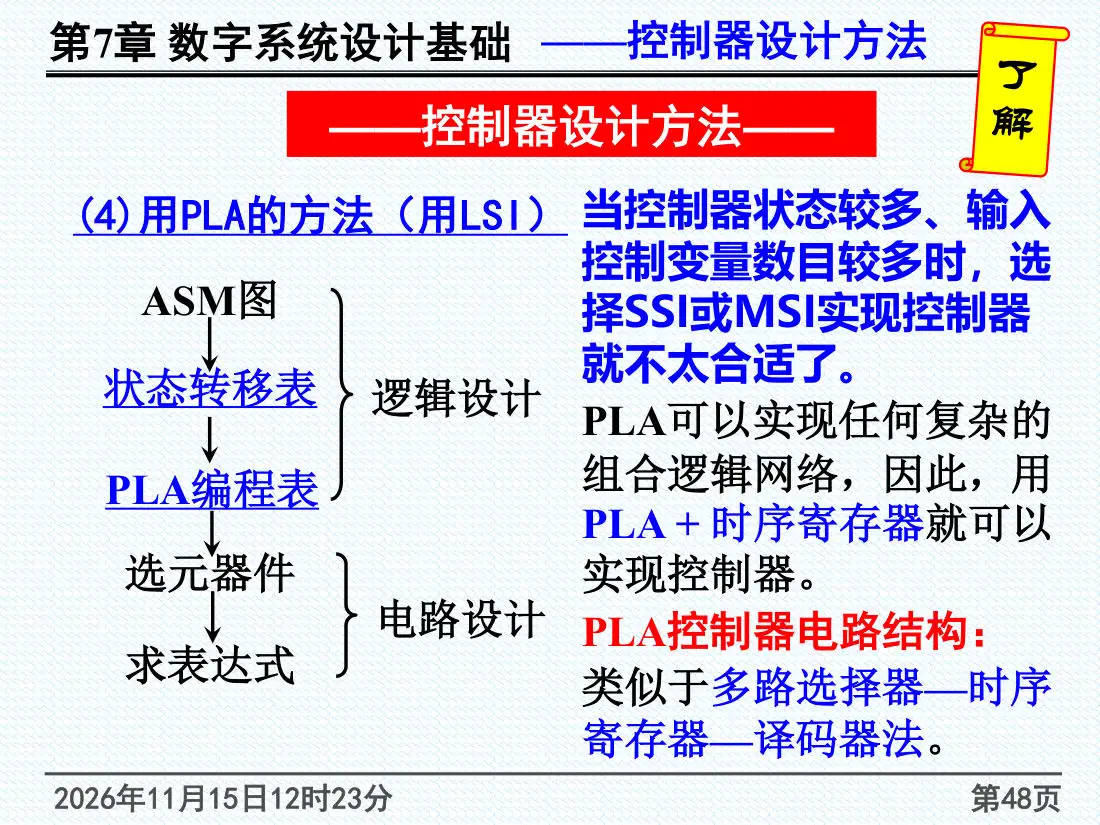 第7章 数字系统设计基础 ——控制器设计方法
了
解
——控制器设计方法——
(4)用PLA的方法（用LSI）
ASM图
状态转移表
PLA编程表
逻辑设计
选元器件
求表达式
电路设计
当控制器状态较多、输入
控制变量数目较多时，选
择SSI或MSI实现控制器
就不太合适了。
PLA可以实现任何复杂的
组合逻辑网络，因此，用
PLA＋时序寄存器就可以
实现控制器。
PLA控制器电路结构：
类似于多路选择器—时序
寄存器—译码器法。
2026年11月15日12时23分
第48页